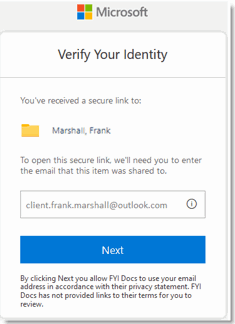 Microsoft
Verify Your Identity
You've received a secure link to:
Marshall, Frank
To open this secure link, we'll need you to enter
the email that this item was shared to.
client.frank.marshall@outlook.com
Next
By clicking Next you allow FYI Docs to use your email
address in accordance with their privacy statement. FYI
Docs has not provided links to their terms for you to
review.